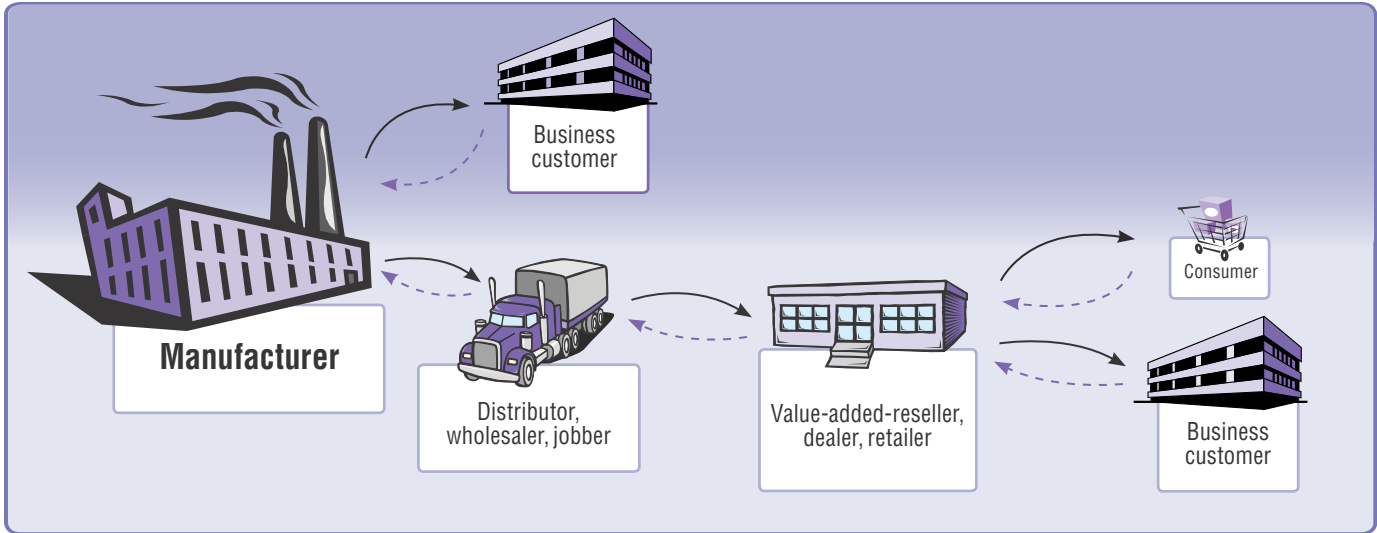 Business
customer
Manufacturer
Distributor,
wholesaler, jobber
Value-added-reseller,
dealer, retailer
Consumer
Business
customer